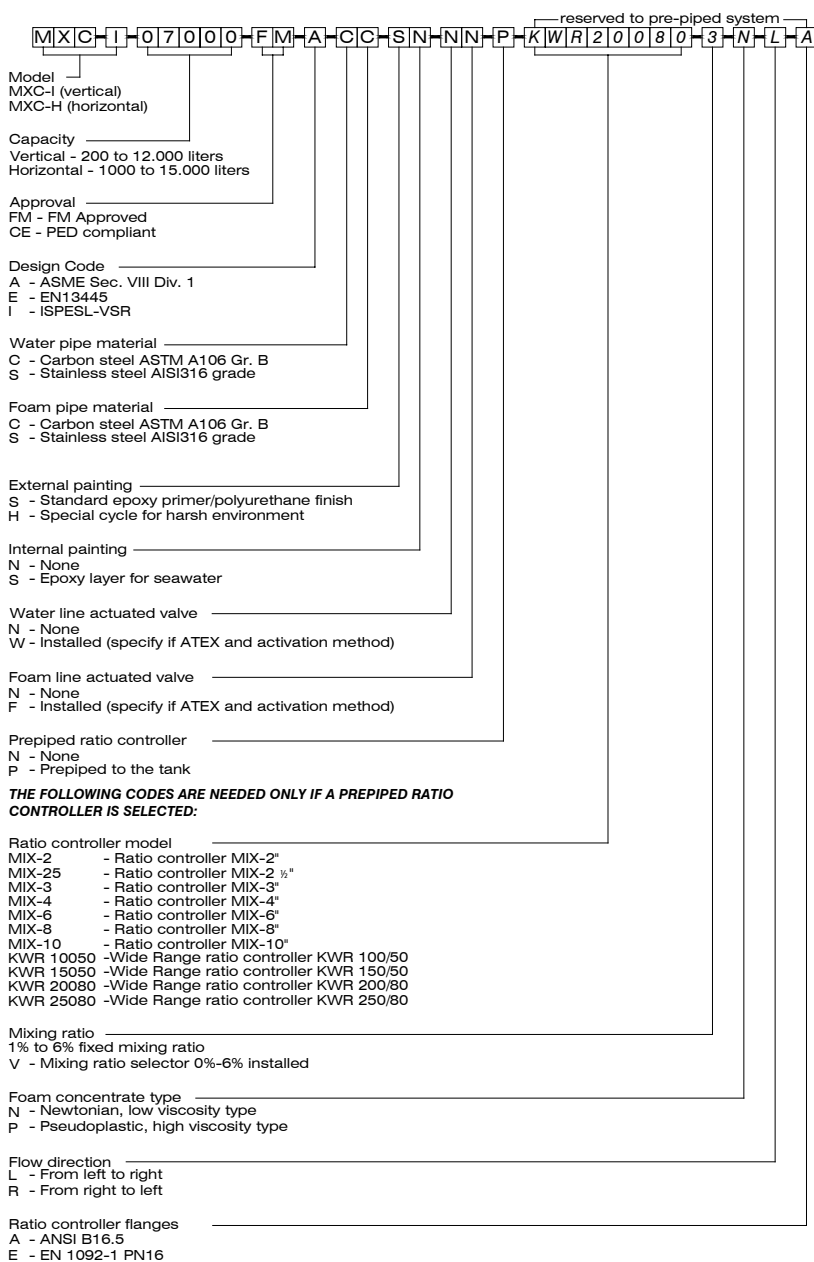 reserved to pre-piped system
MXC-I-07000-FM-A-CC-SN-NN-P-KWR20080-3-N-L-A
Model
MXC-I (vertical)
MXC-H (horizontal)
Capacity
Vertical - 200 to 12.000 liters
Horizontal - 1000 to 15.000 liters
Approval
FM - FM Approved
CE - PED compliant
Design Code
A - ASME Sec. VIII Div. 1
E - EN13445
I - ISPESL-VSR
Water pipe material
C - Carbon steel ASTM A106 Gr. B
S - Stainless steel AISI316 grade
Foam pipe material
C - Carbon steel ASTM A106 Gr. B
S - Stainless steel AISI316 grade
External painting
S - Standard epoxy primer/polyurethane finish
H - Special cycle for harsh environment
Internal painting
N - None
S - Epoxy layer for seawater
Water line actuated valve
N - None
W - Installed (specify if ATEX and activation method)
Foam line actuated valve
N - None
F - Installed (specify if ATEX and activation method)
Prepiped ratio controller
N - None
P - Prepiped to the tank
THE FOLLOWING CODES ARE NEEDED ONLY IF A PREPIPED RATIO
CONTROLLER IS SELECTED:
Ratio controller model
MIX-2 - Ratio controller MIX-2"
MIX-25 - Ratio controller MIX-2 ½"
MIX-3 - Ratio controller MIX-3"
MIX-4 - Ratio controller MIX-4"
MIX-6 - Ratio controller MIX-6"
MIX-8 - Ratio controller MIX-8"
MIX-10 - Ratio controller MIX-10"
KWR 10050 -Wide Range ratio controller KWR 100/50
KWR 15050 -Wide Range ratio controller KWR 150/50
KWR 20080 -Wide Range ratio controller KWR 200/80
KWR 25080 -Wide Range ratio controller KWR 250/80
Mixing ratio
1% to 6% fixed mixing ratio
V - Mixing ratio selector 0%-6% installed
Foam concentrate type
N - Newtonian, low viscosity type
P - Pseudoplastic, high viscosity type
Flow direction
L - From left to right
R - From right to left
Ratio controller flanges
A - ANSI B16.5
E - EN 1092-1 PN16